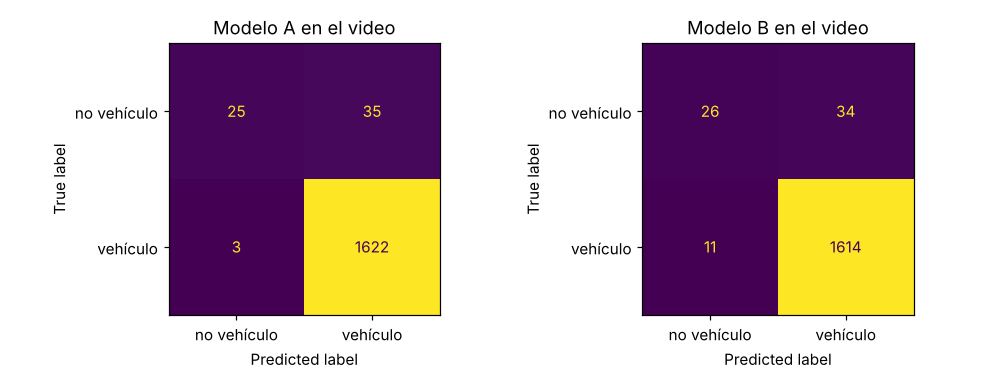 Modelo A en el video
no vehículo
25
35
vehículo
3
1622
True label
no vehículo
vehículo
Predicted label
Modelo B en el video
no vehículo
26
34
vehículo
11
1614
True label
no vehículo
vehículo
Predicted label